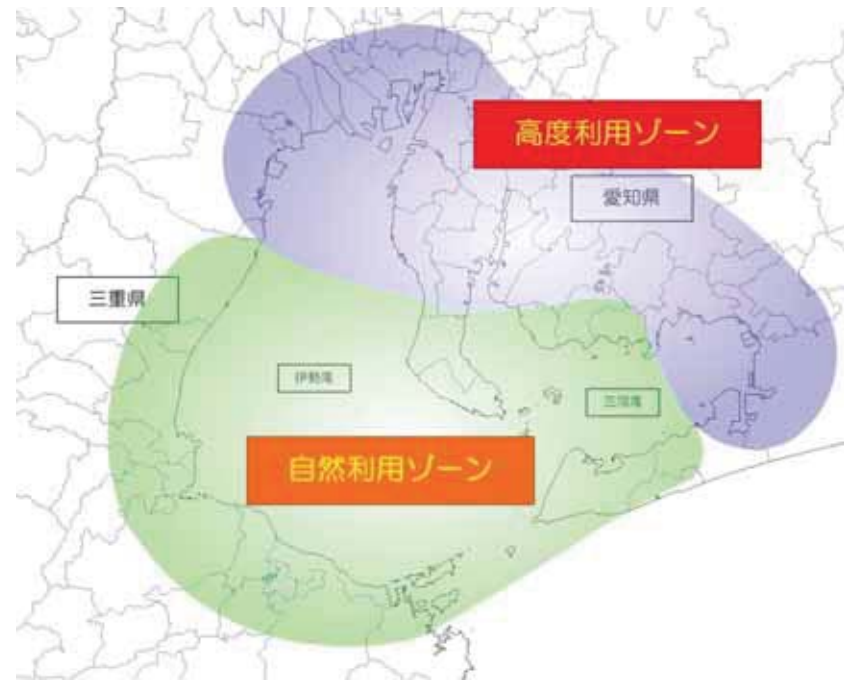 高度利用ゾーン
愛知県
三重県
伊勢湾
三河湾
自然利用ゾーン